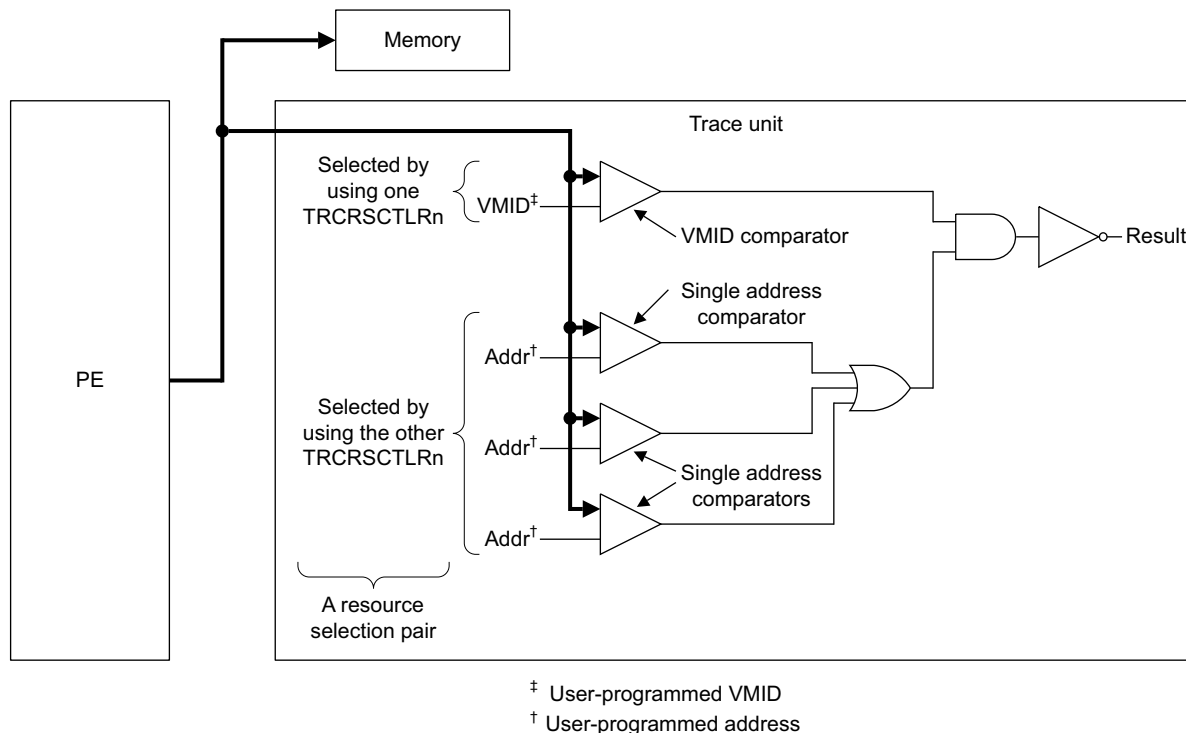 Memory
Trace unit
PE
Selected by
using one
TRCRSCTLRn
VMID‡
VMID comparator
Result
Single address
comparator
Addr†
Selected by
using the other
TRCRSCTLRn
Addr†
Single address
comparators
Addr†
A resource
selection pair
‡ User-programmed VMID
† User-programmed address